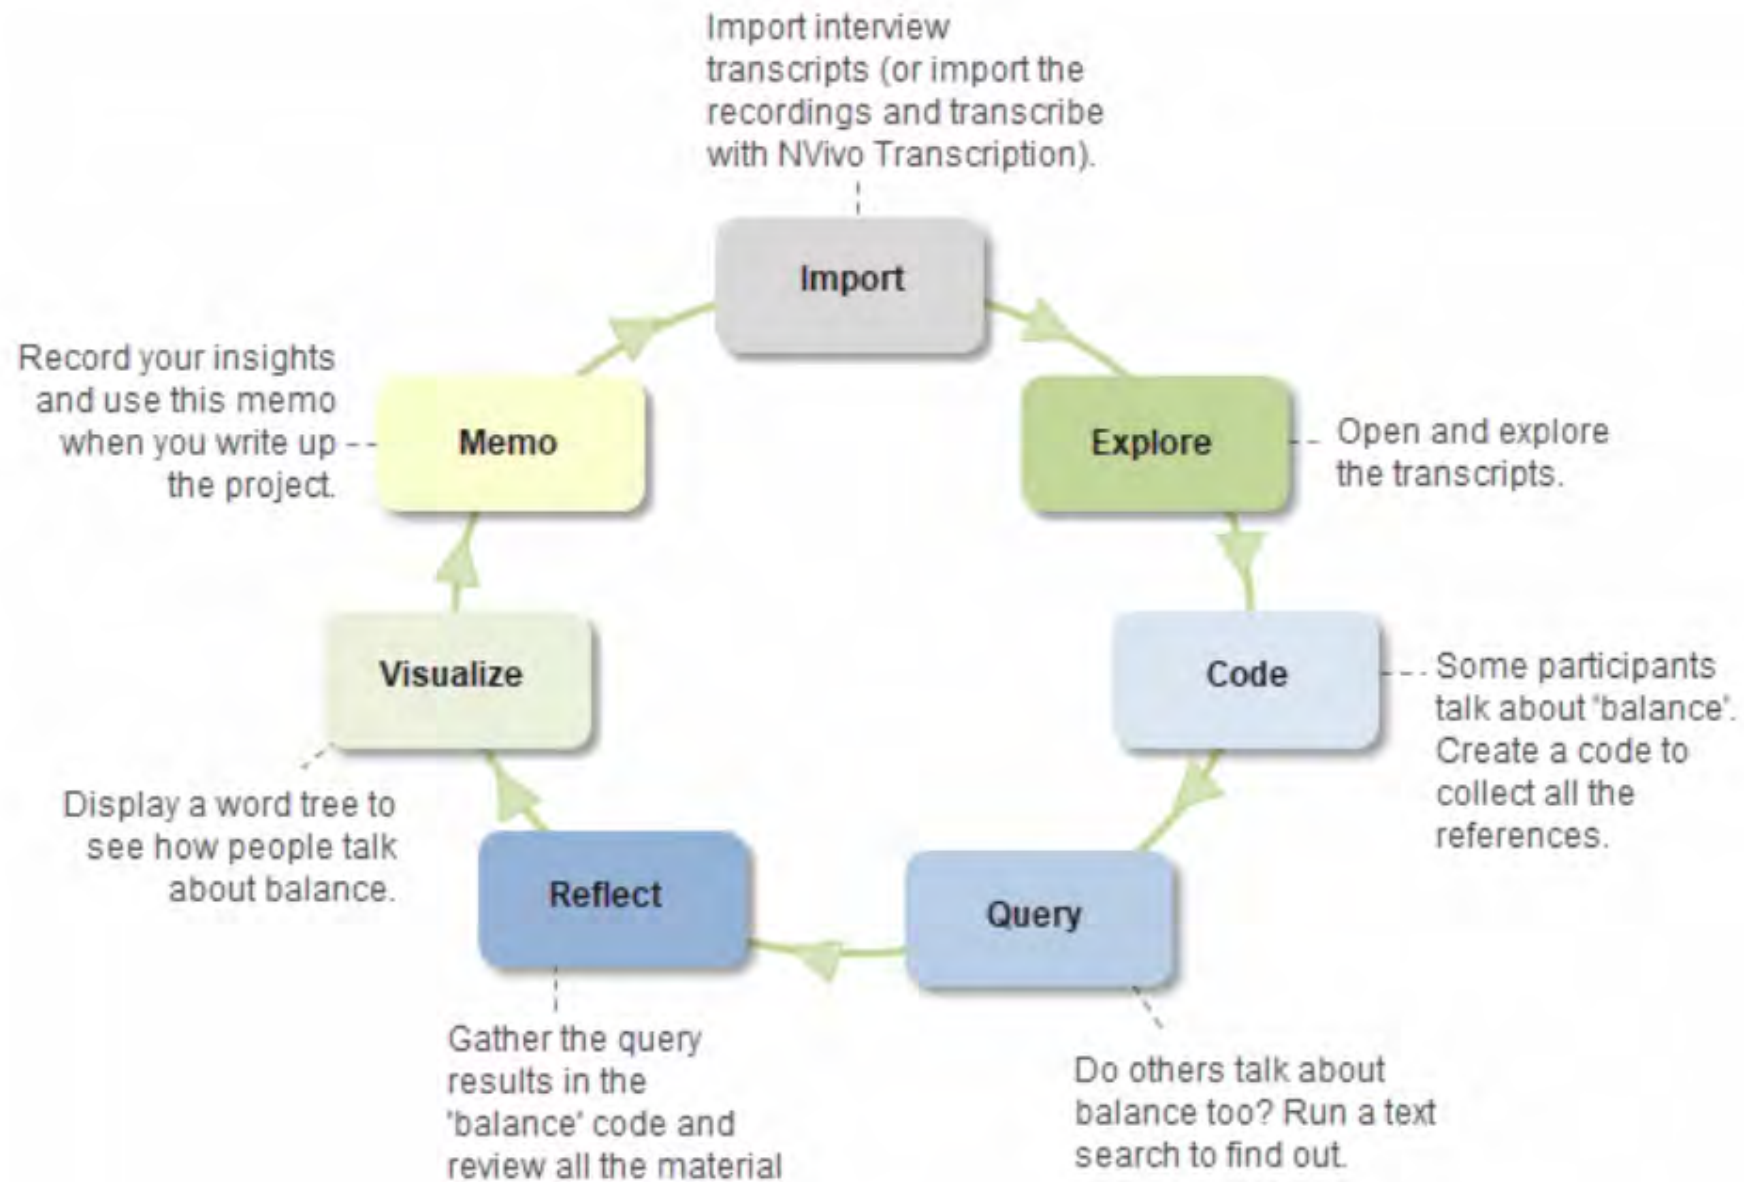 Import interview
transcripts (or import the
recordings and transcribe
with NVivo Transcription).
Import
Explore
Open and explore
the transcripts.
Code
Some participants
talk about 'balance'.
Create a code to
collect all the
references.
Query
Do others talk about
balance too? Run a text
search to find out.
Reflect
Gather the query
results in the
'balance' code and
review all the material
Visualize
Display a word tree to
see how people talk
about balance.
Memo
Record your insights
and use this memo
when you write up
the project.